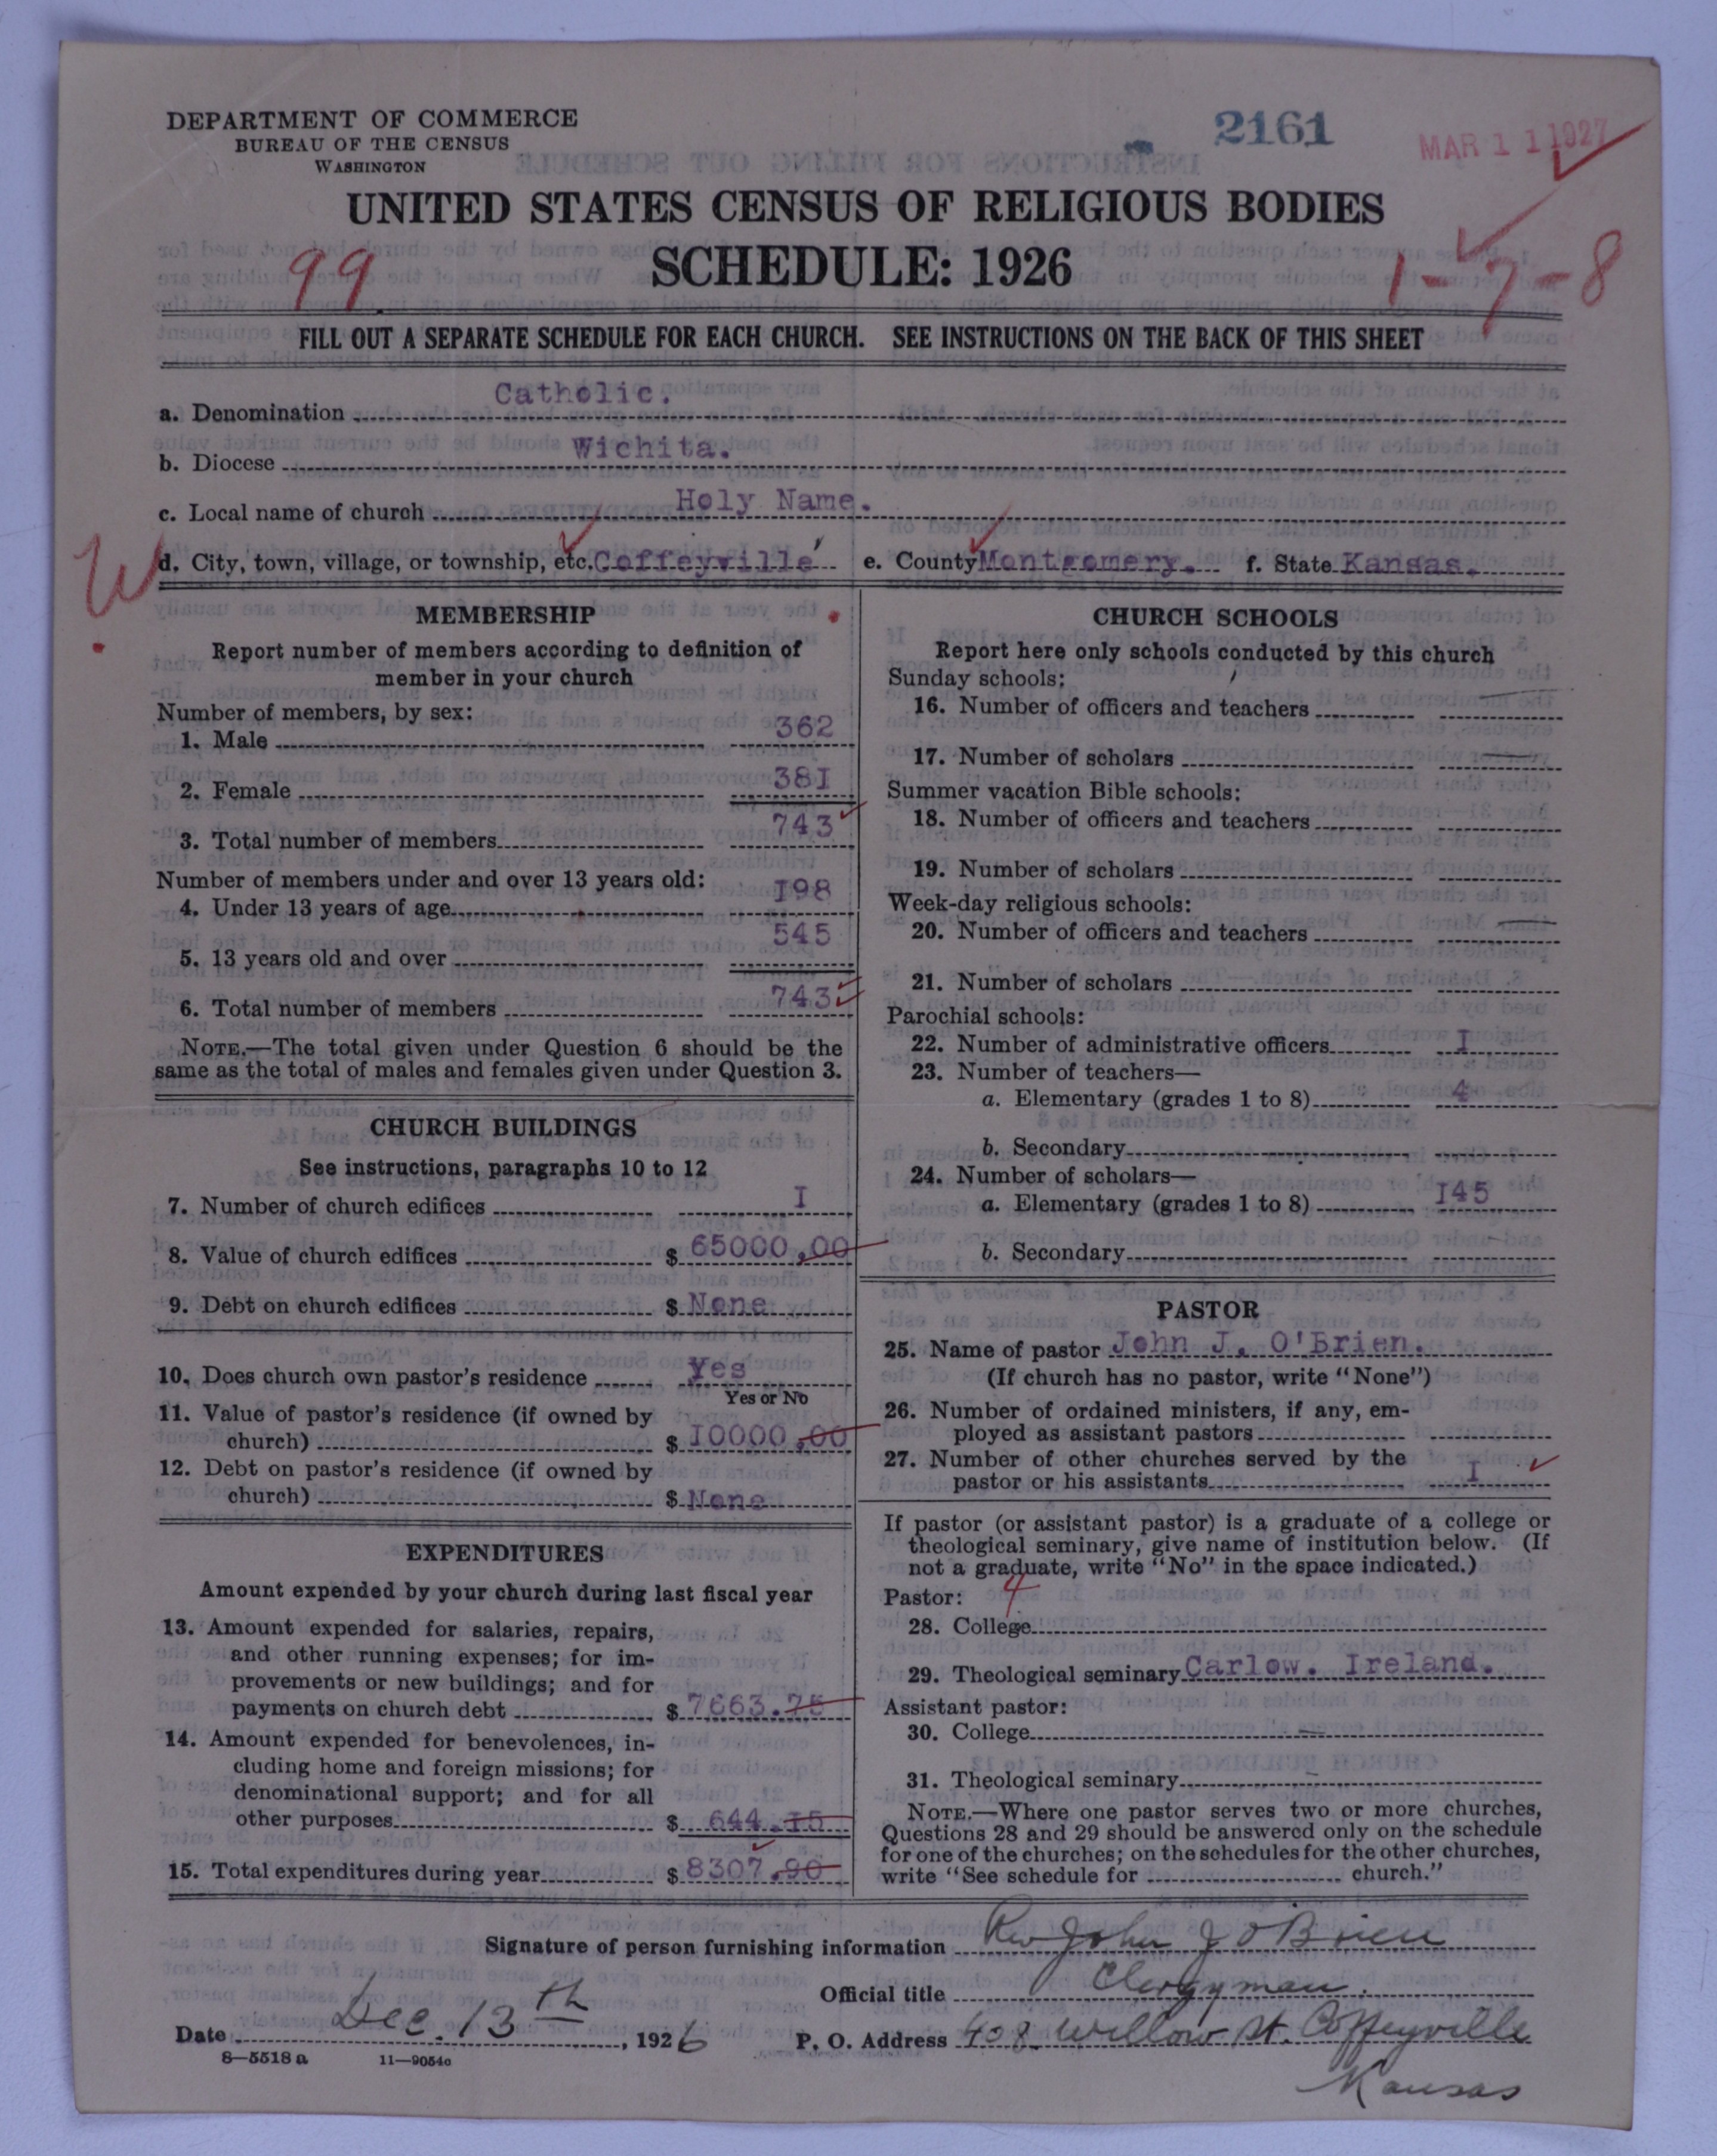 DEPARTMENT OF COMMERCE
BUREAU OF THE CENSUS
WASHINGTON
2161
MAR 11 1927
UNITED STATES CENSUS OF RELIGIOUS BODIES
SCHEDULE: 1926
99
1-7-8
FILL OUT A SEPARATE SCHEDULE FOR EACH CHURCH. SEE INSTRUCTIONS ON THE BACK OF THIS SHEET
a. Denomination Catholic.
b. Diocese Wichita.
c. Local name of church Holy Name.
W.
d. City, town, village, or township, etc. Coffeyville e. County Montgomery. f. State Kansas.
MEMBERSHIP
Report number of members according to definition of
member in your church
Number of members, by sex:
1. Male 362
2. Female 381
3. Total number of members 743
Number of members under and over 13 years old:
4. Under 13 years of age 198
5. 13 years old and over 545
6. Total number of members 743
NOTE.—The total given under Question 6 should be the
same as the total of males and females given under Question 3.
CHURCH BUILDINGS
See instructions, paragraphs 10 to 12
7. Number of church edifices I
8. Value of church edifices $ 65000.00
9. Debt on church edifices $ None
10. Does church own pastor's residence Yes
Yes or No
11. Value of pastor's residence (if owned by
church) $ I0000.00
12. Debt on pastor's residence (if owned by
church) $ None
EXPENDITURES
Amount expended by your church during last fiscal year
13. Amount expended for salaries, repairs,
and other running expenses; for im-
provements or new buildings; and for
payments on church debt $ 7663.75
14. Amount expended for benevolences, in-
cluding home and foreign missions; for
denominational support; and for all
other purposes $ 644.I5
15. Total expenditures during year $ 8307.90
CHURCH SCHOOLS
Report here only schools conducted by this church
Sunday schools:
16. Number of officers and teachers
17. Number of scholars
Summer vacation Bible schools:
18. Number of officers and teachers
19. Number of scholars
Week-day religious schools:
20. Number of officers and teachers
21. Number of scholars
Parochial schools:
22. Number of administrative officers I
23. Number of teachers—
a. Elementary (grades 1 to 8) 4
b. Secondary
24. Number of scholars—
a. Elementary (grades 1 to 8) I45
b. Secondary
PASTOR
25. Name of pastor John J. O'Brien.
(If church has no pastor, write "None")
26. Number of ordained ministers, if any, em-
ployed as assistant pastors
27. Number of other churches served by the
pastor or his assistants I
If pastor (or assistant pastor) is a graduate of a college or
theological seminary, give name of institution below. (If
not a graduate, write "No" in the space indicated.)
Pastor: 4
28. College
29. Theological seminary Carlow. Ireland.
Assistant pastor:
30. College
31. Theological seminary
NOTE.—Where one pastor serves two or more churches,
Questions 28 and 29 should be answered only on the schedule
for one of the churches; on the schedules for the other churches,
write "See schedule for church."
Signature of person furnishing information Rev John J O'Brien
Official title Clergyman.
Date Dec. 13th, 1926 P. O. Address 408 Willow St. Coffeyville
Kansas
8—5518 a 11—9054c